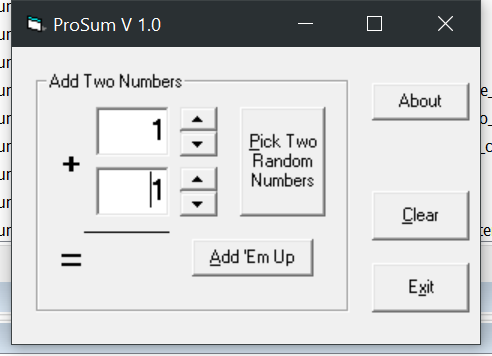 ProSum V 1.0
Add Two Numbers
1
+
1
=
Pick Two
Random
Numbers
Add 'Em Up
About
Clear
Exit